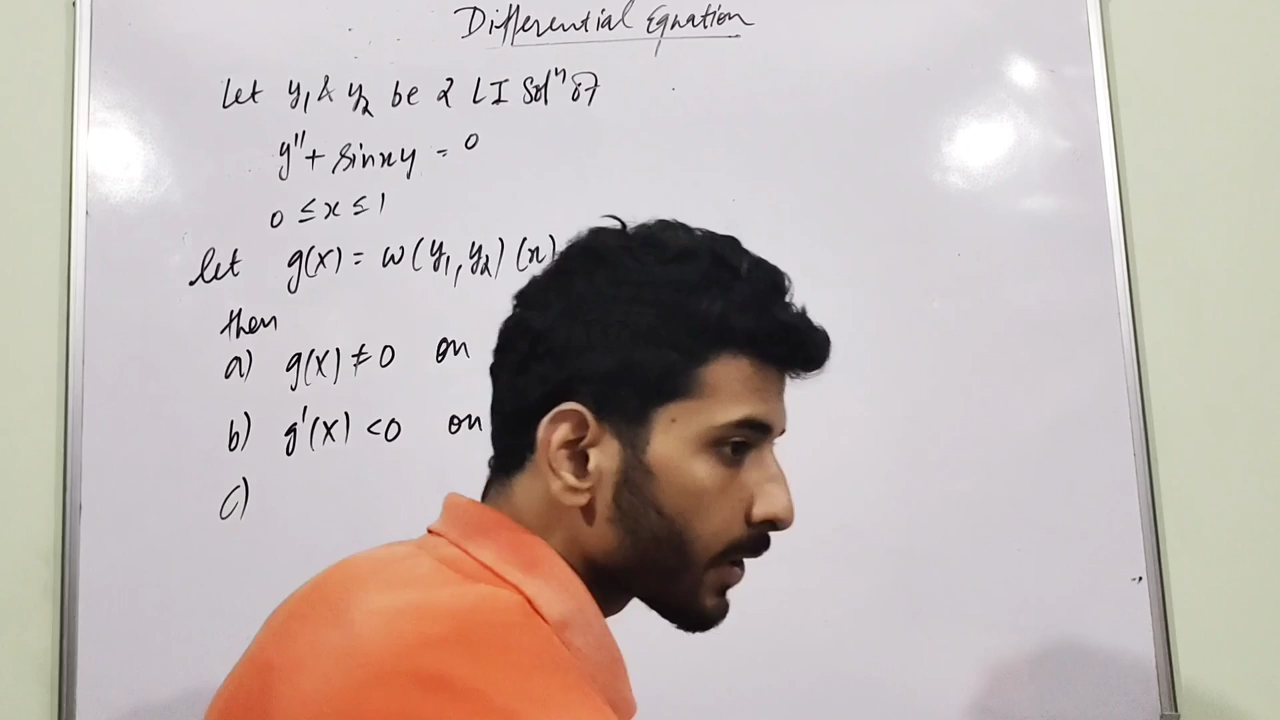 Differential Equation
Let y₁ & y₂ be 2 LI Solⁿ of
y" + sinxy = 0
0 ≤ x ≤ 1
let g(x) = W(y₁, y₂)(x)
then
a) g(x) ≠ 0 on
b) g'(x) < 0 on
c)